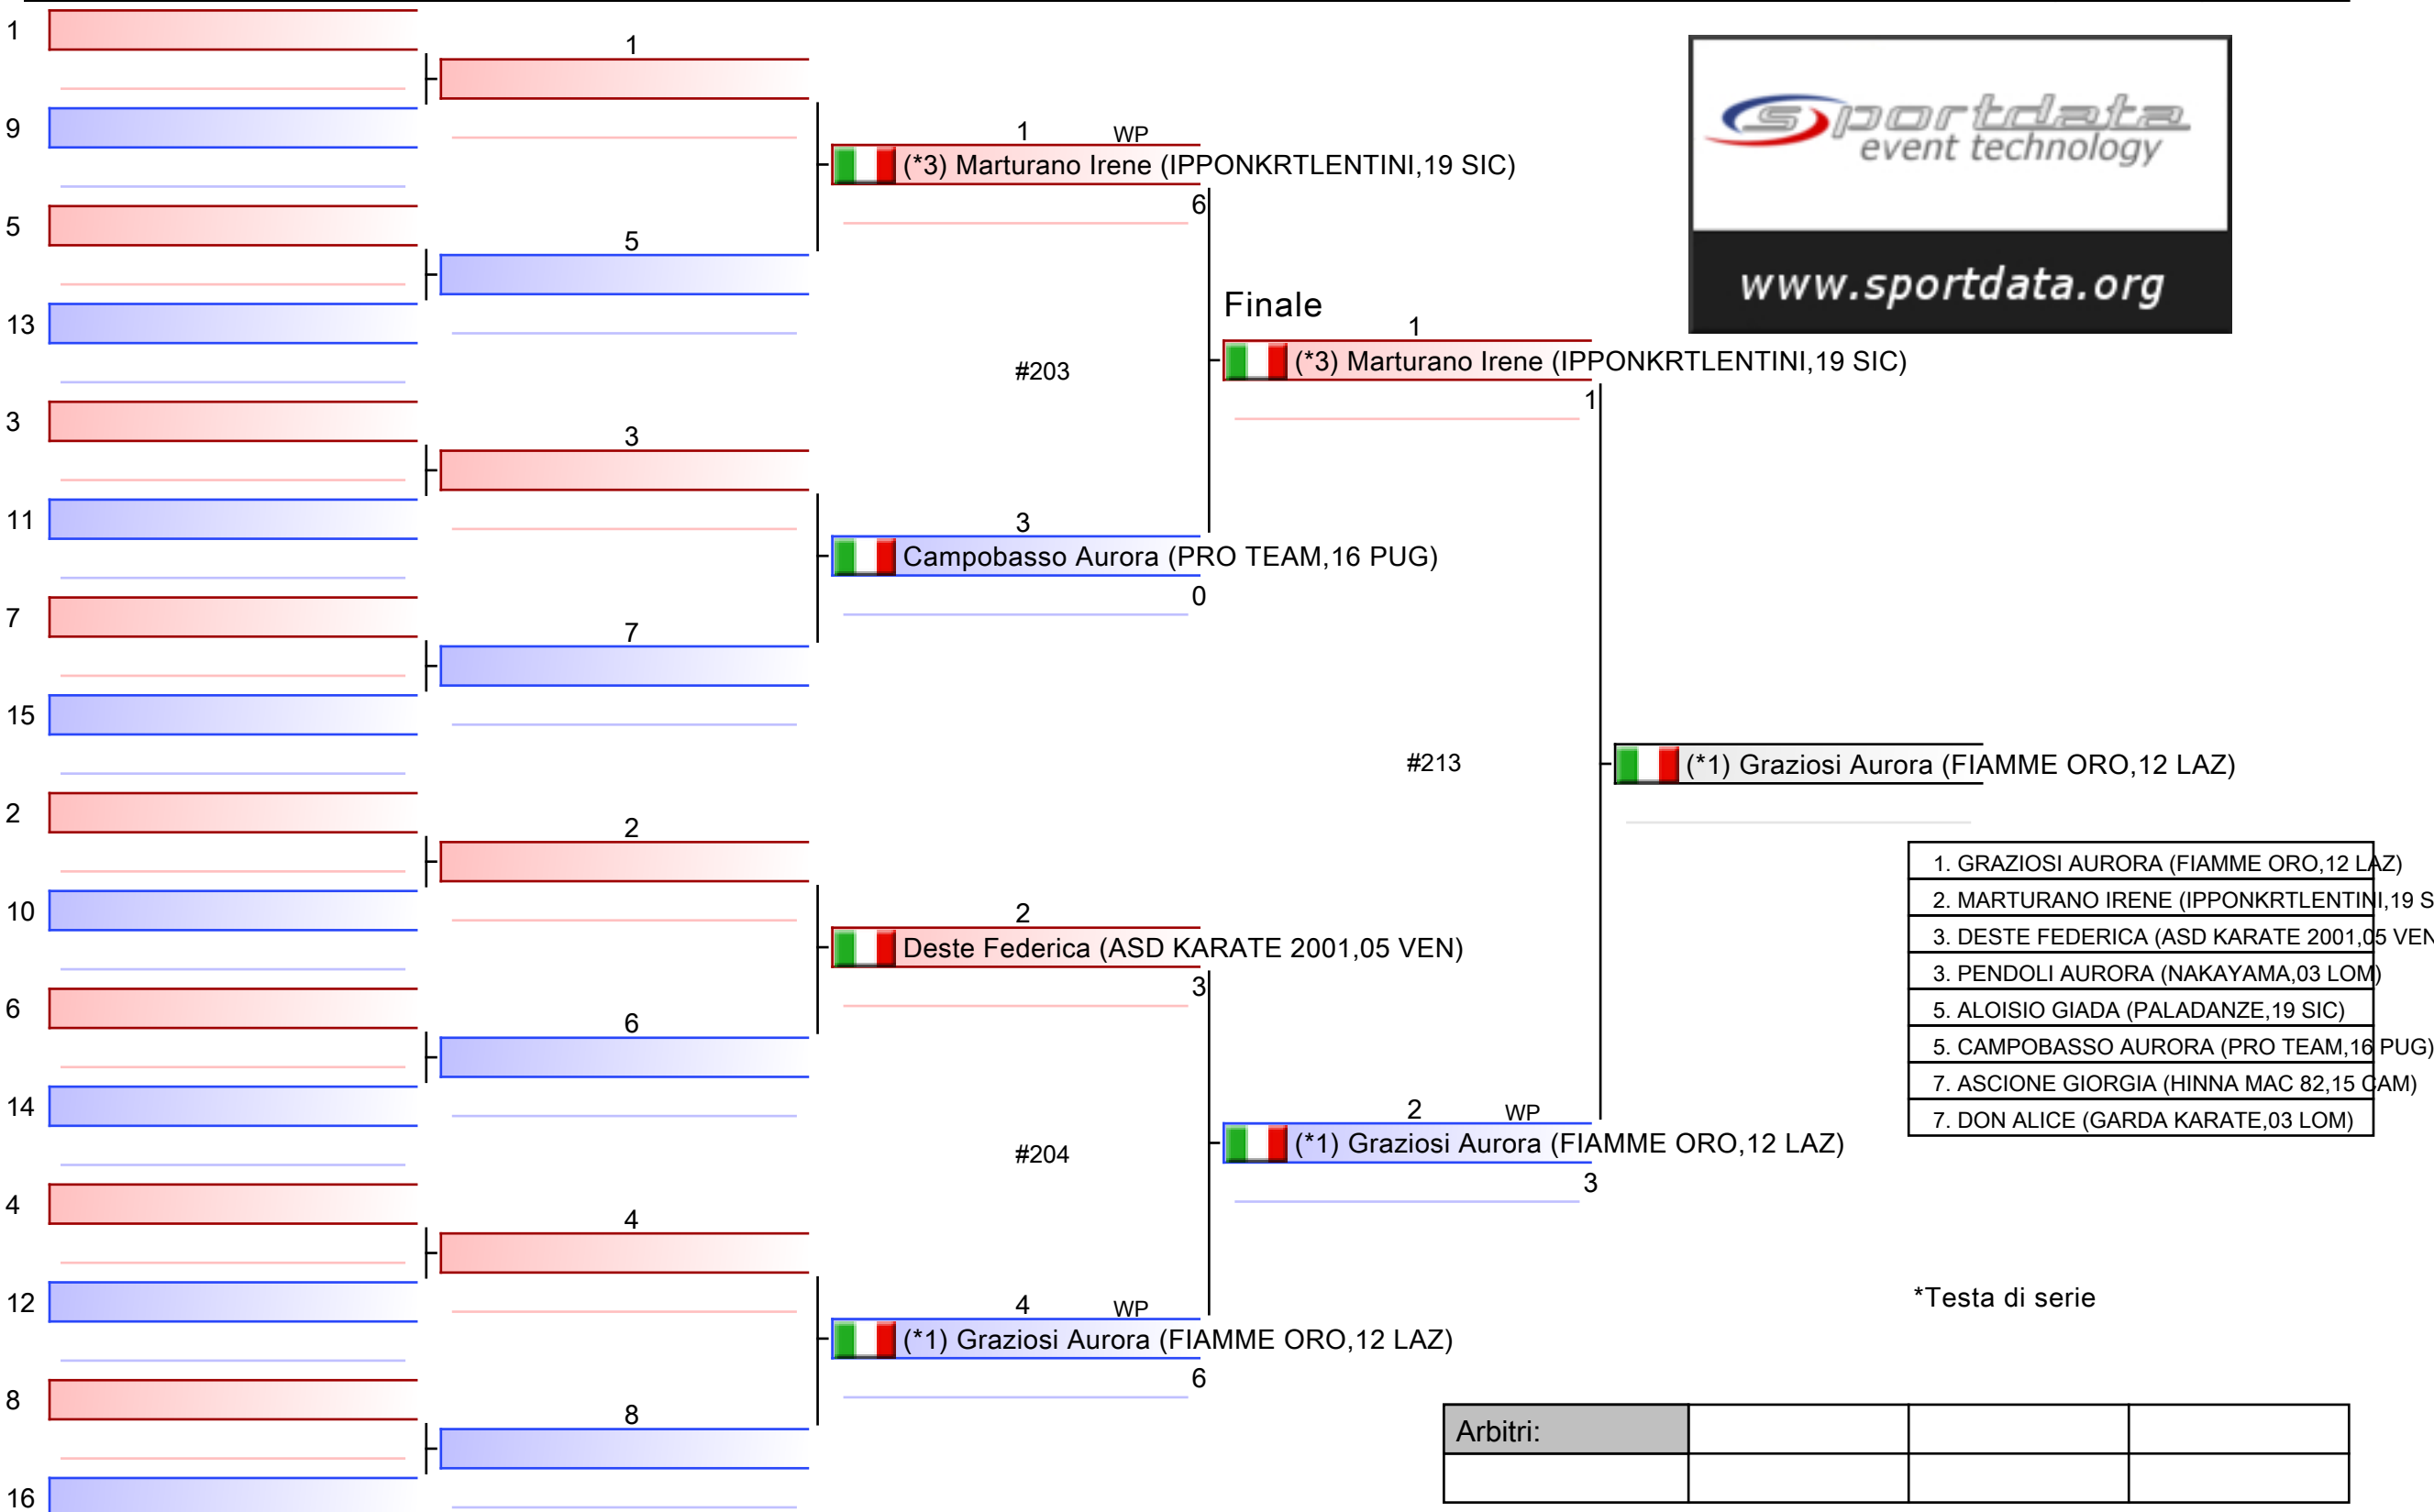 1
9
5
13
3
11
7
15
2
10
6
14
4
12
8
16
1
5
3
7
2
6
4
8
1 WP
(*3) Marturano Irene (IPPONKRTLENTINI,19 SIC)
6
#203
3
Campobasso Aurora (PRO TEAM,16 PUG)
0
2
Deste Federica (ASD KARATE 2001,05 VEN)
3
#204
4 WP
(*1) Graziosi Aurora (FIAMME ORO,12 LAZ)
6
Finale
1
(*3) Marturano Irene (IPPONKRTLENTINI,19 SIC)
1
#213
2 WP
(*1) Graziosi Aurora (FIAMME ORO,12 LAZ)
3
(*1) Graziosi Aurora (FIAMME ORO,12 LAZ)
sportdata
event technology
www.sportdata.org
1. GRAZIOSI AURORA (FIAMME ORO,12 LAZ)
2. MARTURANO IRENE (IPPONKRTLENTINI,19 S
3. DESTE FEDERICA (ASD KARATE 2001,05 VEN
3. PENDOLI AURORA (NAKAYAMA,03 LOM)
5. ALOISIO GIADA (PALADANZE,19 SIC)
5. CAMPOBASSO AURORA (PRO TEAM,16 PUG)
7. ASCIONE GIORGIA (HINNA MAC 82,15 CAM)
7. DON ALICE (GARDA KARATE,03 LOM)
*Testa di serie
Arbitri: